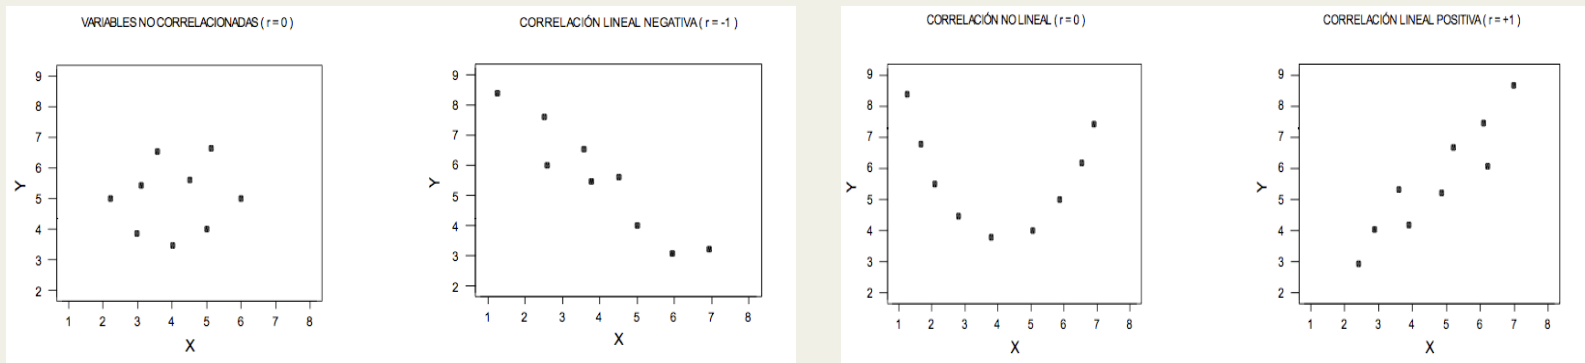 VARIABLES NO CORRELACIONADAS ( r = 0 )
9
8
7
6
5
4
3
2
Y
1 2 3 4 5 6 7 8
X
CORRELACIÓN LINEAL NEGATIVA ( r = -1 )
9
8
7
6
5
4
3
2
Y
1 2 3 4 5 6 7 8
X
CORRELACIÓN NO LINEAL ( r = 0 )
9
8
7
6
5
4
3
2
Y
1 2 3 4 5 6 7 8
X
CORRELACIÓN LINEAL POSITIVA ( r = +1 )
9
8
7
6
5
4
3
2
Y
1 2 3 4 5 6 7 8
X